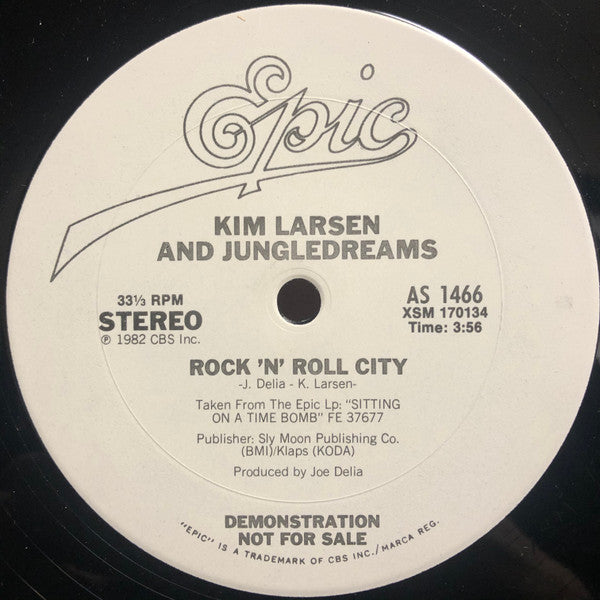 Epic
KIM LARSEN
AND JUNGLEDREAMS
33⅓ RPM
STEREO
℗ 1982 CBS Inc.
AS 1466
XSM 170134
Time: 3:56
ROCK 'N' ROLL CITY
-J. Delia - K. Larsen-
Taken From The Epic Lp: "SITTING
ON A TIME BOMB" FE 37677
Publisher: Sly Moon Publishing Co.
(BMI)/Klaps (KODA)
Produced by Joe Delia
DEMONSTRATION
NOT FOR SALE
"EPIC" IS A TRADEMARK OF CBS INC./MARCA REG.